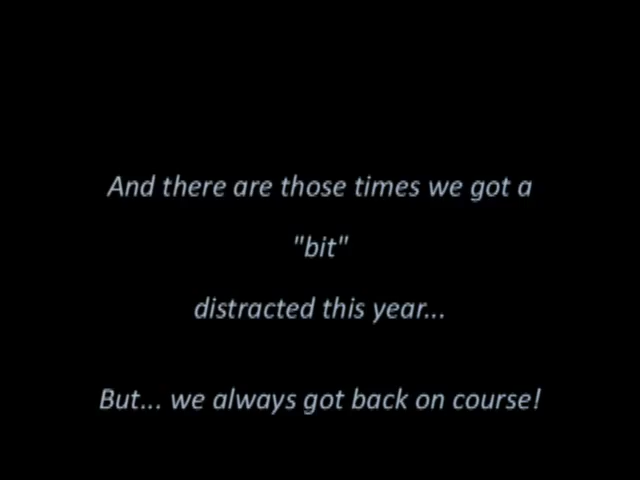 And there are those times we got a
"bit"
distracted this year...
But... we always got back on course!